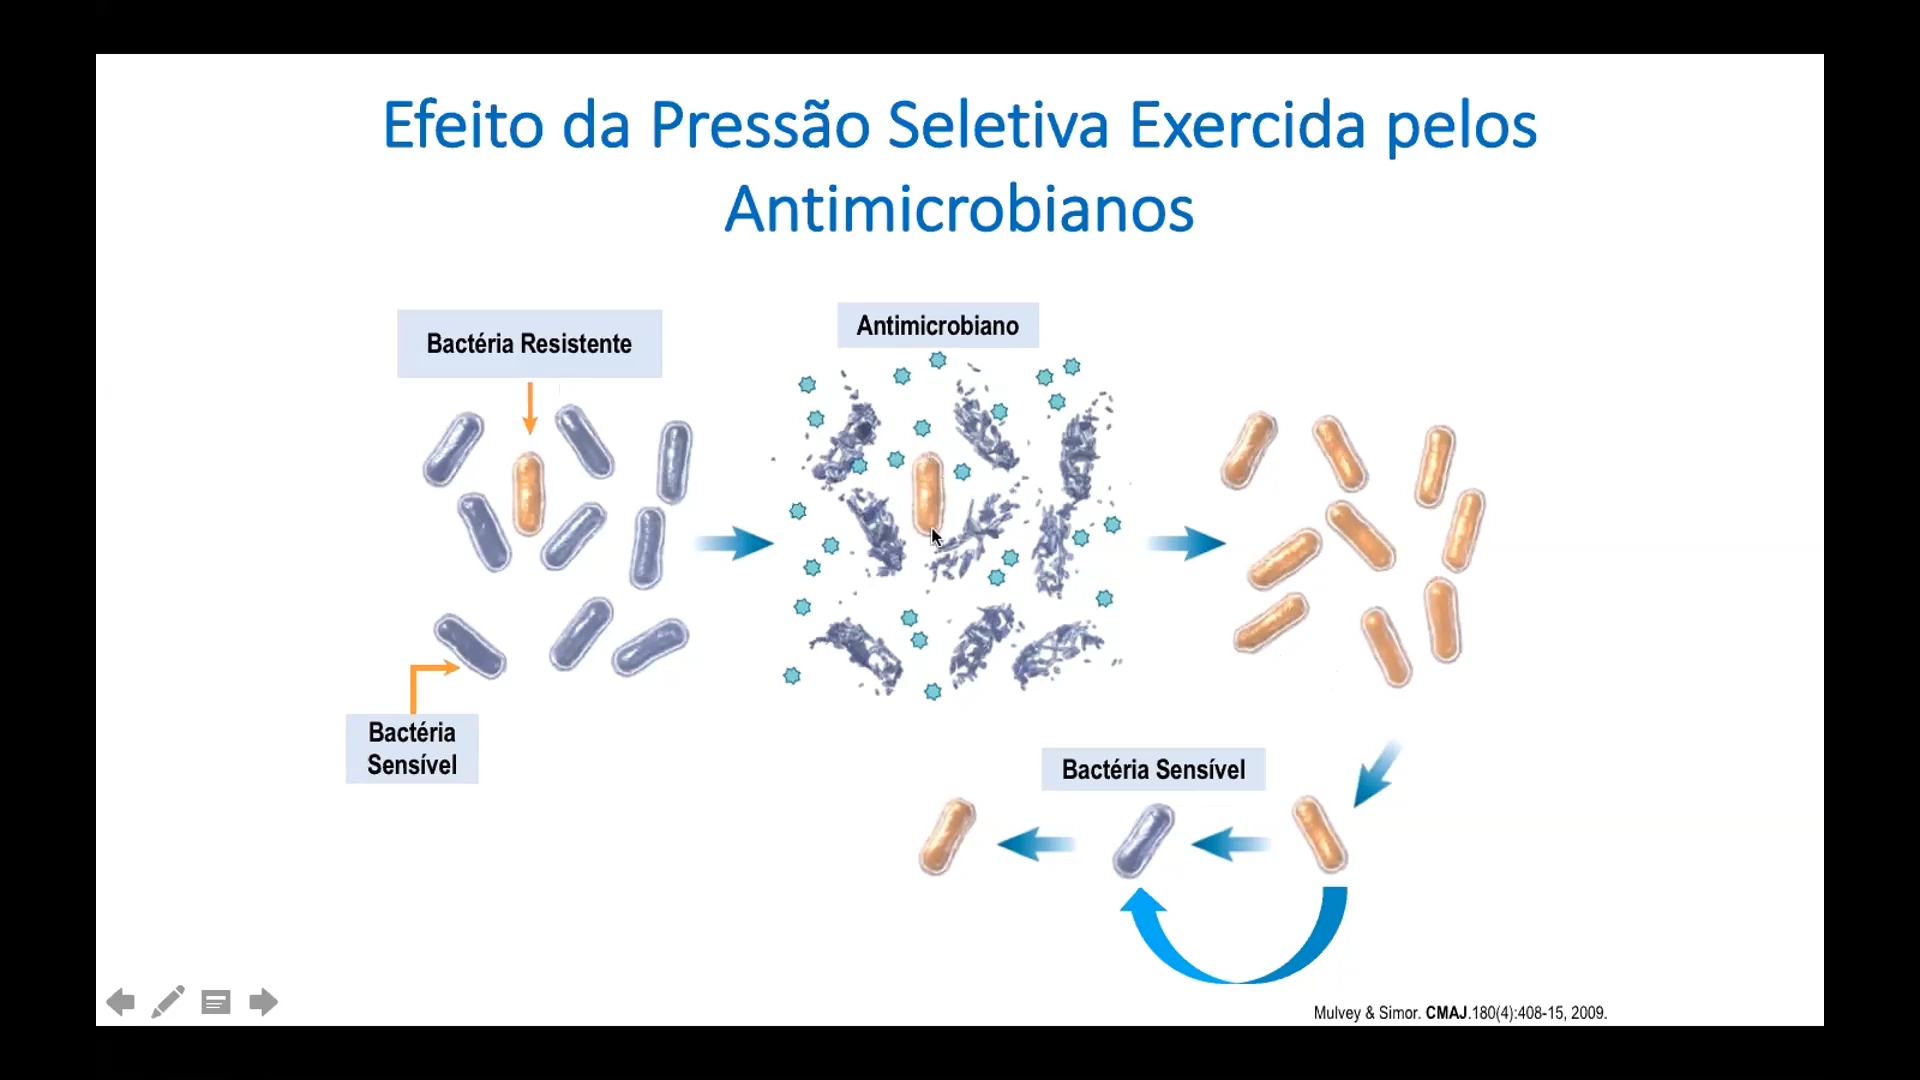 Efeito da Pressão Seletiva Exercida pelos
Antimicrobianos
Bactéria Resistente
Antimicrobiano
Bactéria
Sensível
Bactéria Sensível
Mulvey & Simor. CMAJ.180(4):408-15, 2009.